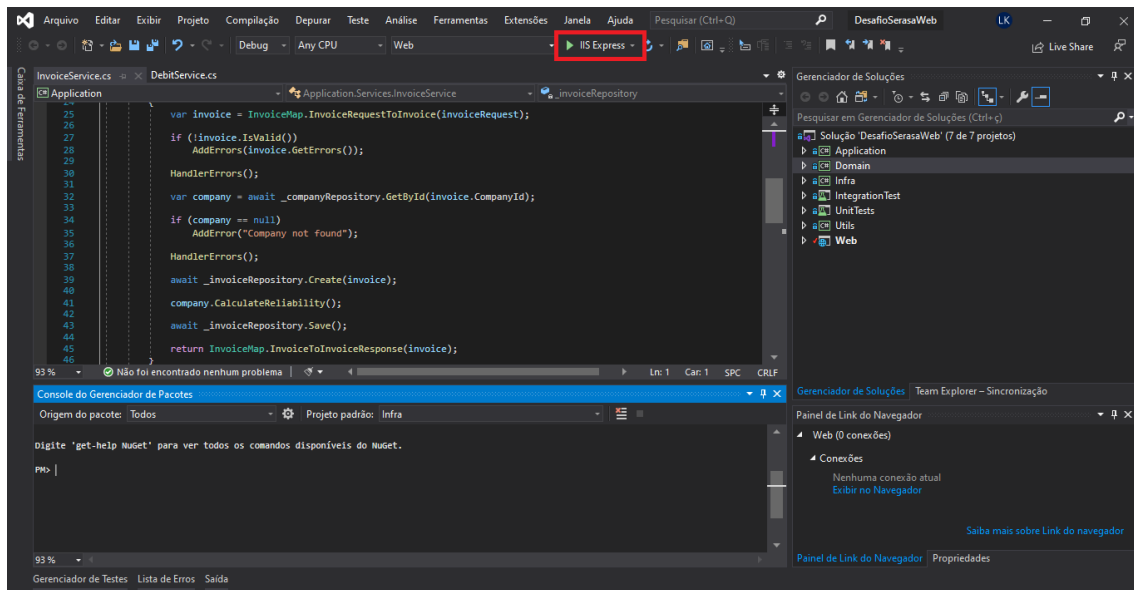 Arquivo Editar Exibir Projeto Compilação Depurar Teste Análise Ferramentas Extensões Janela Ajuda Pesquisar (Ctrl+Q) DesafioSerasaWeb LK
Debug Any CPU Web IIS Express Live Share
Caixa de Ferramentas
InvoiceService.cs DebitService.cs
Application Application.Services.InvoiceService _invoiceRepository
24 {
25 var invoice = InvoiceMap.InvoiceRequestToInvoice(invoiceRequest);
26
27 if (!invoice.IsValid())
28 AddErrors(invoice.GetErrors());
29
30 HandlerErrors();
31
32 var company = await _companyRepository.GetById(invoice.CompanyId);
33
34 if (company == null)
35 AddError("Company not found");
36
37 HandlerErrors();
38
39 await _invoiceRepository.Create(invoice);
40
41 company.CalculateReliability();
42
43 await _invoiceRepository.Save();
44
45 return InvoiceMap.InvoiceToInvoiceResponse(invoice);
46 }
93 % Não foi encontrado nenhum problema Ln: 1 Car: 1 SPC CRLF
Console do Gerenciador de Pacotes
Origem do pacote: Todos Projeto padrão: Infra
Digite 'get-help NuGet' para ver todos os comandos disponíveis do NuGet.
PM>
93 %
Gerenciador de Testes Lista de Erros Saída
Gerenciador de Soluções
Pesquisar em Gerenciador de Soluções (Ctrl+ç)
Solução 'DesafioSerasaWeb' (7 de 7 projetos)
Application
Domain
Infra
IntegrationTest
UnitTests
Utils
Web
Gerenciador de Soluções Team Explorer – Sincronização
Painel de Link do Navegador
Web (0 conexões)
Conexões
Nenhuma conexão atual
Exibir no Navegador
Saiba mais sobre Link do navegador
Painel de Link do Navegador Propriedades